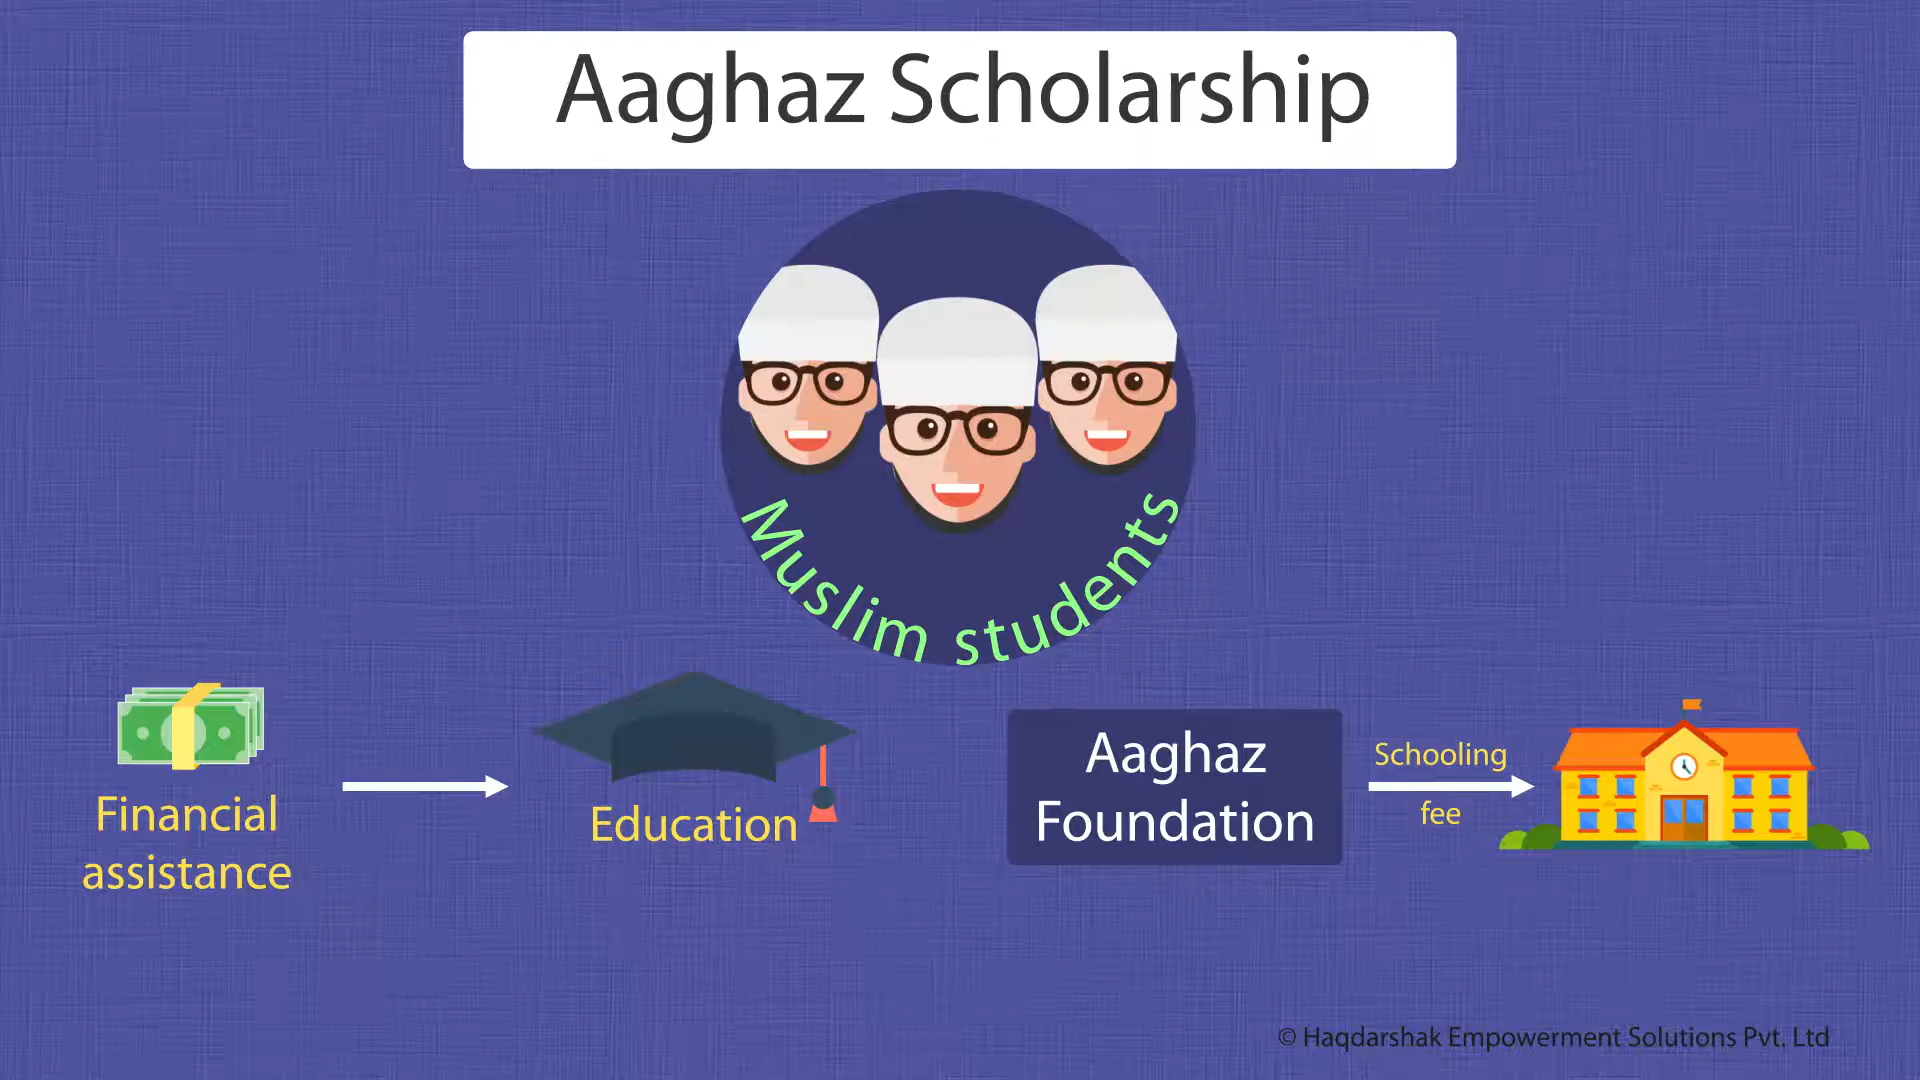 Aaghaz Scholarship
Muslim students
Financial
assistance
Education
Aaghaz
Foundation
Schooling
fee
© Haqdarshak Empowerment Solutions Pvt. Ltd